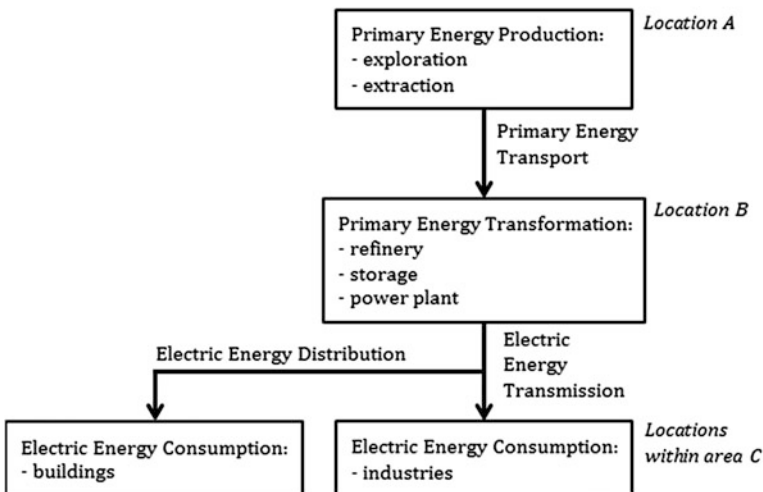 Location A
Primary Energy Production:
- exploration
- extraction
Primary Energy
Transport
Location B
Primary Energy Transformation:
- refinery
- storage
- power plant
Electric Energy Distribution
Electric
Energy
Transmission
Electric Energy Consumption:
- buildings
Electric Energy Consumption:
- industries
Locations
within area C